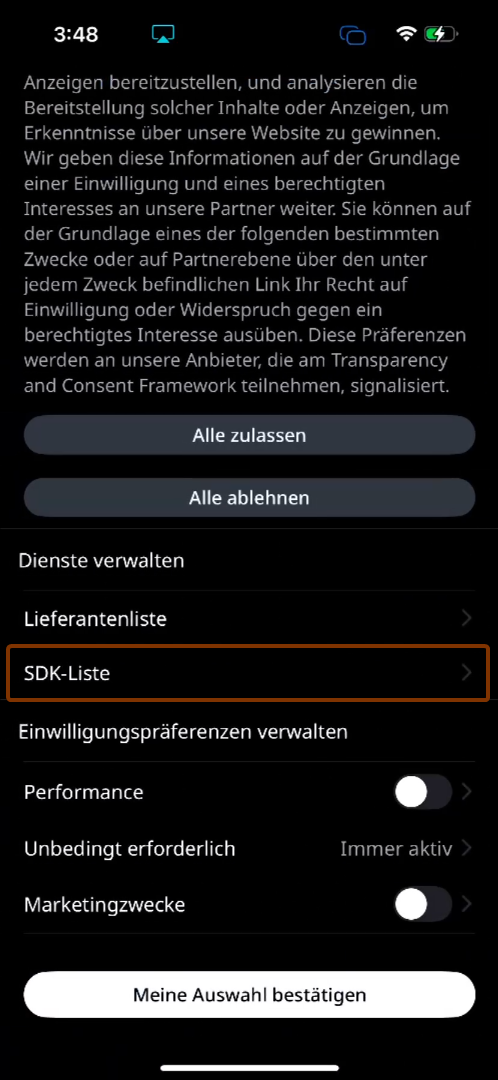 3:48
Anzeigen bereitzustellen, und analysieren die
Bereitstellung solcher Inhalte oder Anzeigen, um
Erkenntnisse über unsere Website zu gewinnen.
Wir geben diese Informationen auf der Grundlage
einer Einwilligung und eines berechtigten
Interesses an unsere Partner weiter. Sie können auf
der Grundlage eines der folgenden bestimmten
Zwecke oder auf Partnerebene über den unter
jedem Zweck befindlichen Link Ihr Recht auf
Einwilligung oder Widerspruch gegen ein
berechtigtes Interesse ausüben. Diese Präferenzen
werden an unsere Anbieter, die am Transparency
and Consent Framework teilnehmen, signalisiert.
Alle zulassen
Alle ablehnen
Dienste verwalten
Lieferantenliste
SDK-Liste
Einwilligungspräferenzen verwalten
Performance
Unbedingt erforderlich Immer aktiv
Marketingzwecke
Meine Auswahl bestätigen